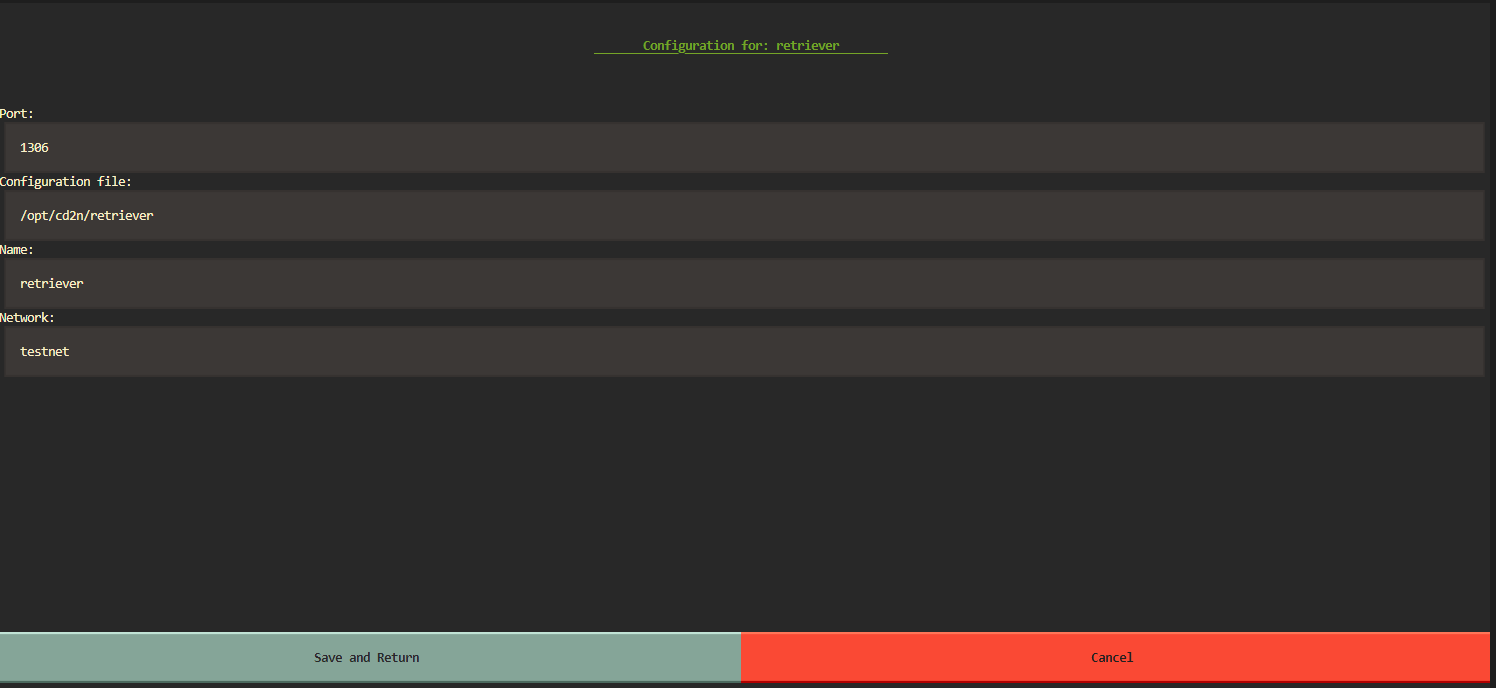 Configuration for: retriever
Port:
1306
Configuration file:
/opt/cd2n/retriever
Name:
retriever
Network:
testnet
Save and Return
Cancel